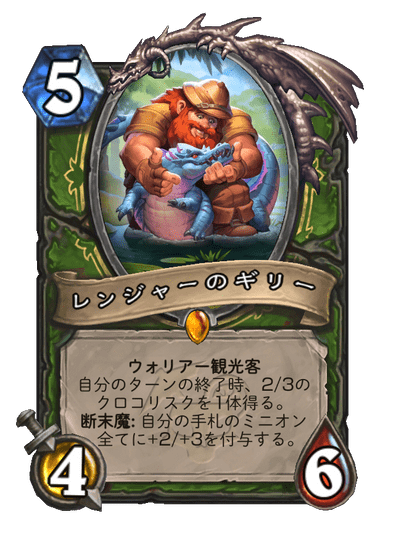 5
レンジャーのギリー
ウォリアー観光客
自分のターンの終了時、2/3の
クロコリスクを1体得る。
断末魔: 自分の手札のミニオン
全てに+2/+3を付与する。
4
6